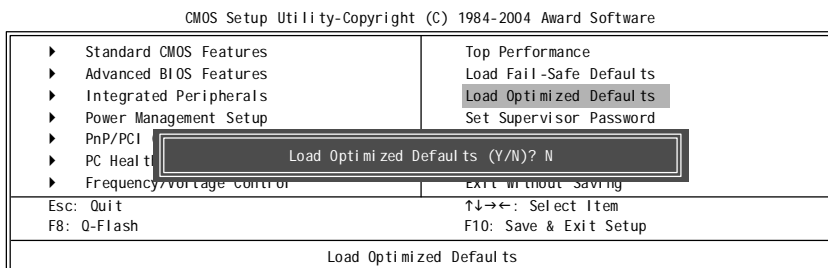 CMOS Setup Utility-Copyright (C) 1984-2004 Award Software
Standard CMOS Features
Advanced BIOS Features
Integrated Peripherals
Power Management Setup
PnP/PCI
PC Health
Frequency/Voltage Control
Top Performance
Load Fail-Safe Defaults
Load Optimized Defaults
Set Supervisor Password
Exit Without Saving
Load Optimized Defaults (Y/N)? N
Esc: Quit
↑↓→←: Select Item
F8: Q-Flash
F10: Save & Exit Setup
Load Optimized Defaults